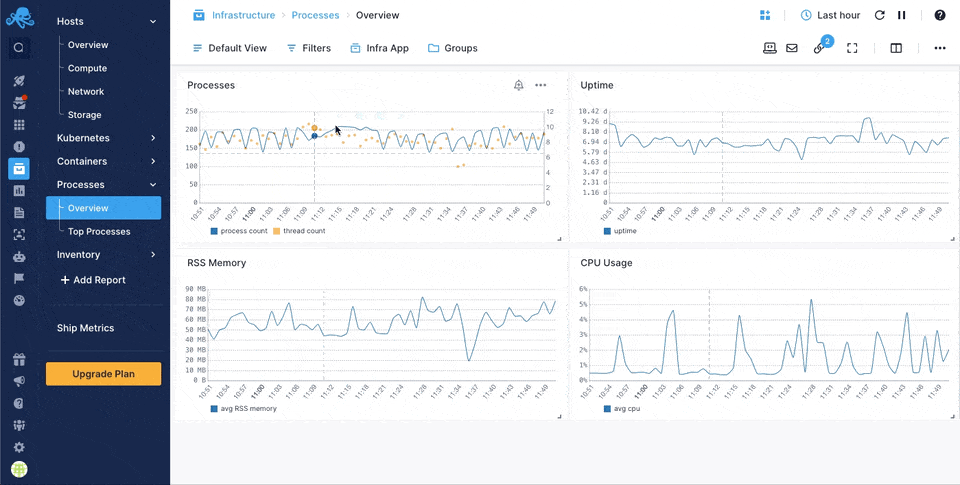 Infrastructure > Processes > Overview
Last hour
Default View
Filters
Infra App
Groups
2
Hosts
Overview
Compute
Network
Storage
Kubernetes
Containers
Processes
Overview
Top Processes
Inventory
+ Add Report
Ship Metrics
Upgrade Plan
Processes
250
200
150
100
50
0
12
10
8
6
4
2
0
10:51 10:54 10:57 11:00 11:03 11:06 11:09 11:12 11:15 11:18 11:21 11:24 11:28 11:31 11:34 11:37 11:40 11:43 11:46 11:49
process count thread count
Uptime
10.42 d
9.26 d
8.10 d
6.94 d
5.79 d
4.63 d
3.47 d
2.31 d
1.16 d
0
10:51 10:54 10:57 11:00 11:03 11:06 11:09 11:12 11:15 11:18 11:21 11:24 11:28 11:31 11:34 11:37 11:40 11:43 11:46 11:49
uptime
RSS Memory
90 MB
80 MB
70 MB
60 MB
50 MB
40 MB
30 MB
20 MB
10 MB
0 B
10:51 10:54 10:57 11:00 11:03 11:06 11:09 11:12 11:15 11:18 11:21 11:24 11:28 11:31 11:34 11:37 11:40 11:43 11:46 11:49
avg RSS memory
CPU Usage
6%
5%
4%
3%
2%
1%
0%
10:51 10:54 10:57 11:00 11:03 11:06 11:09 11:12 11:15 11:18 11:21 11:24 11:28 11:31 11:34 11:37 11:40 11:43 11:46 11:49
avg cpu